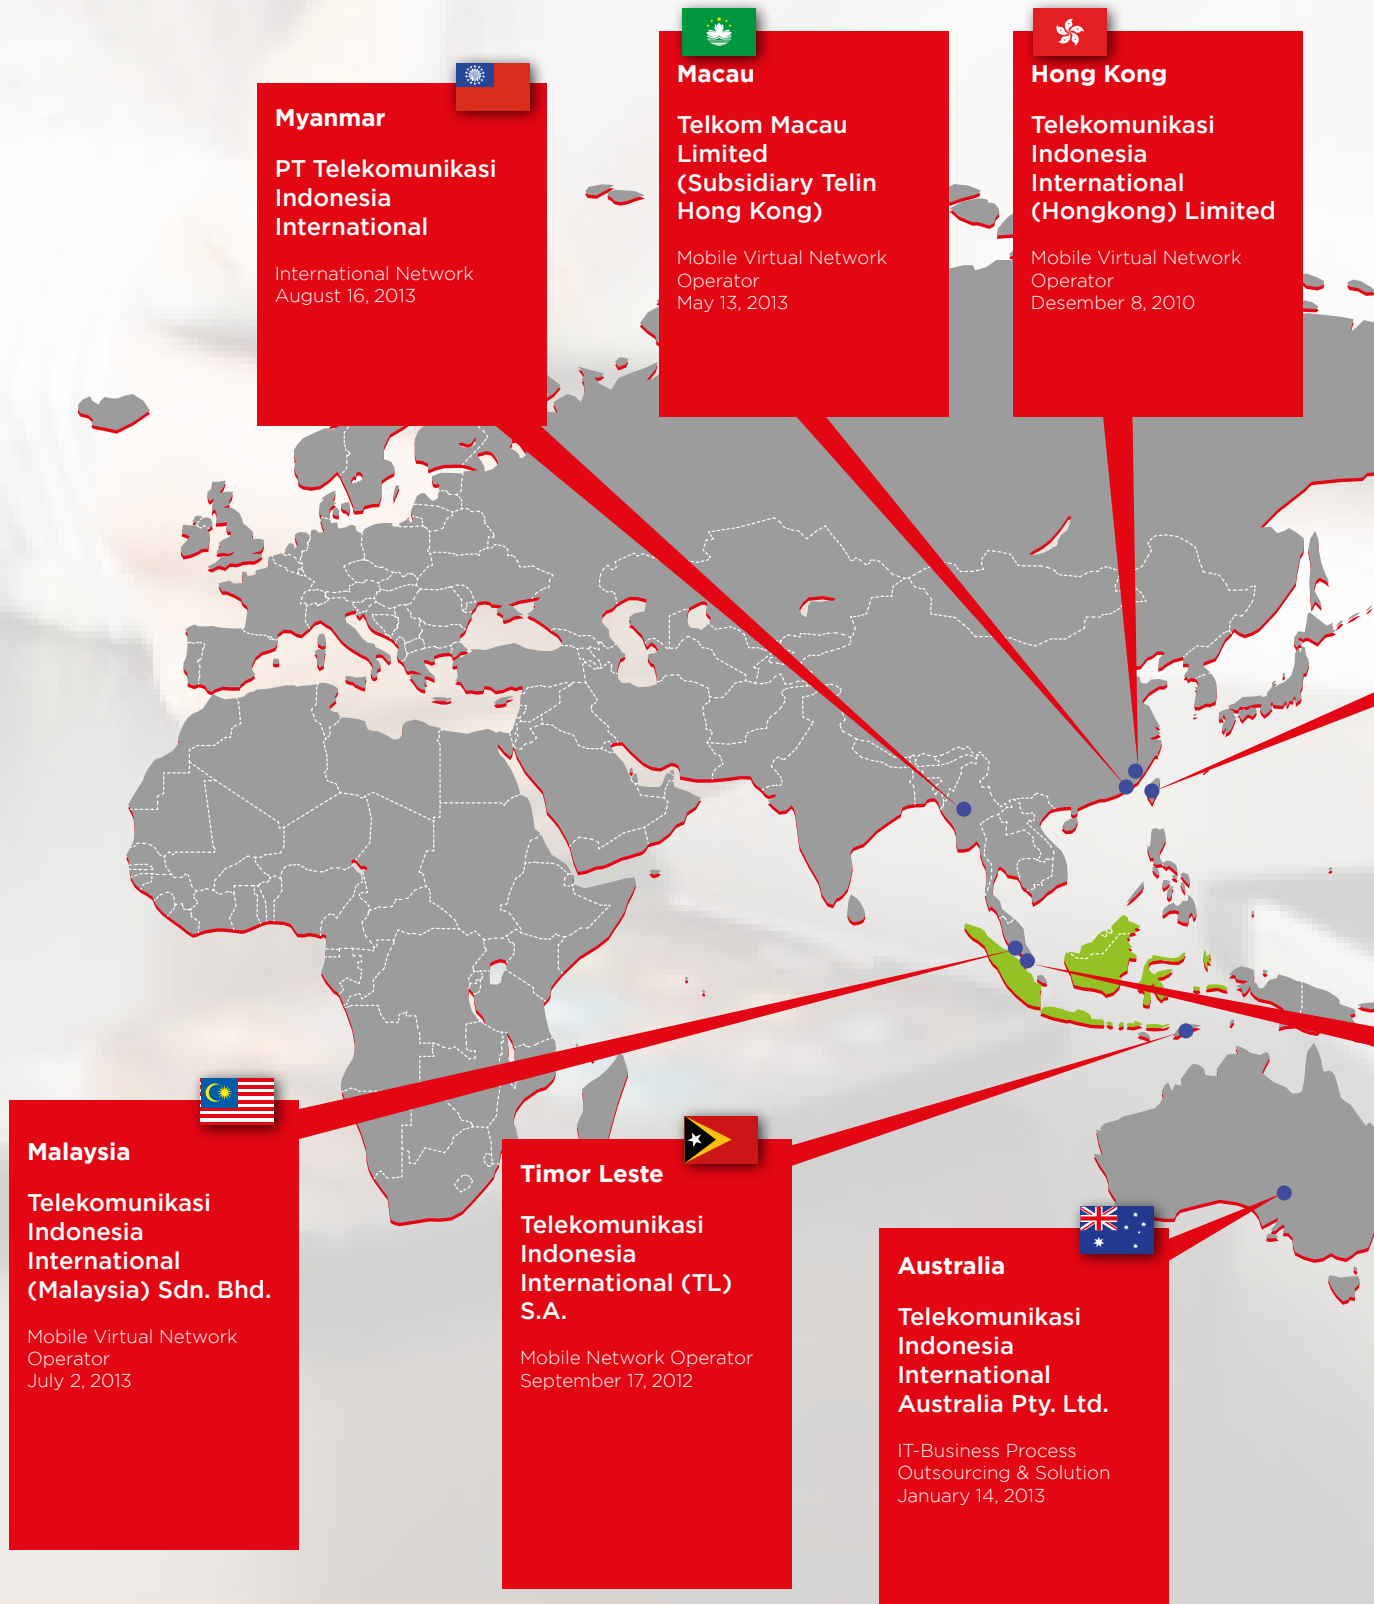 Myanmar
PT Telekomunikasi
Indonesia
International
International Network
August 16, 2013
Macau
Telkom Macau
Limited
(Subsidiary Telin
Hong Kong)
Mobile Virtual Network
Operator
May 13, 2013
Hong Kong
Telekomunikasi
Indonesia
International
(Hongkong) Limited
Mobile Virtual Network
Operator
Desember 8, 2010
Malaysia
Telekomunikasi
Indonesia
International
(Malaysia) Sdn. Bhd.
Mobile Virtual Network
Operator
July 2, 2013
Timor Leste
Telekomunikasi
Indonesia
International (TL)
S.A.
Mobile Network Operator
September 17, 2012
Australia
Telekomunikasi
Indonesia
International
Australia Pty. Ltd.
IT-Business Process
Outsourcing & Solution
January 14, 2013